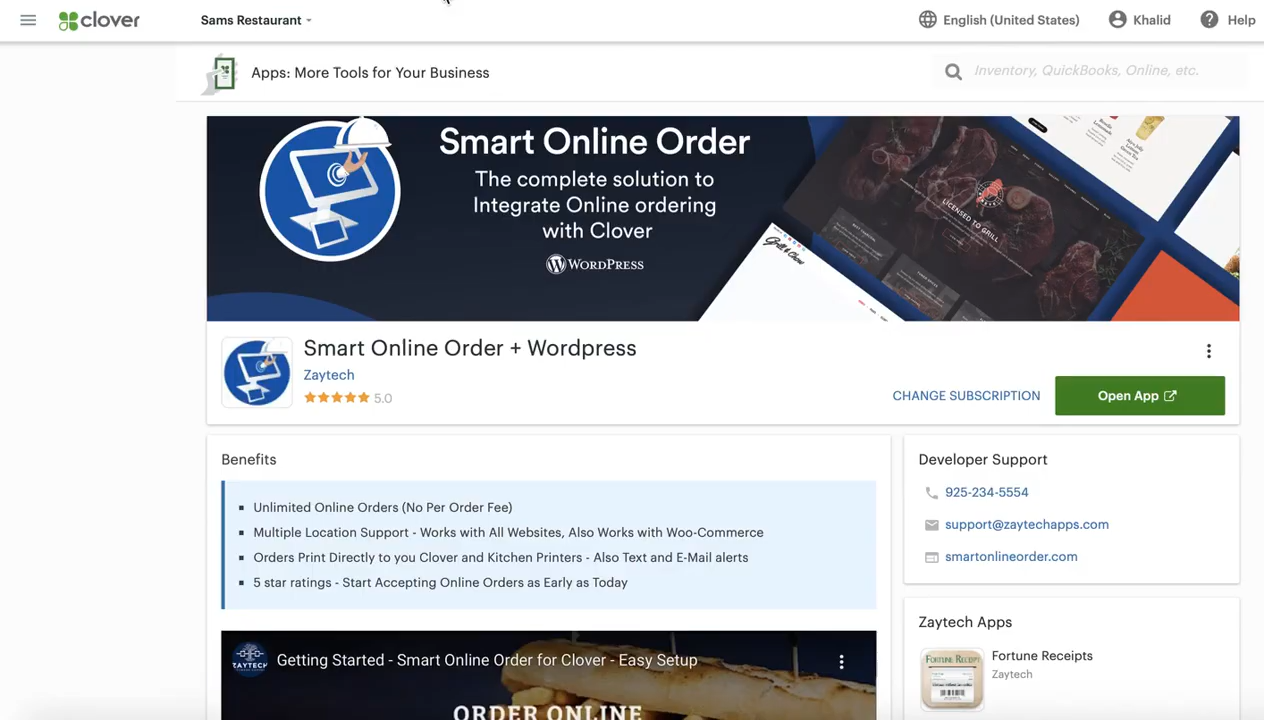 clover
Sams Restaurant
English (United States)
Khalid
Help
Apps: More Tools for Your Business
Inventory, QuickBooks, Online, etc.
Smart Online Order
The complete solution to
Integrate Online ordering
with Clover
WORDPRESS
LICENSED TO GRILL
Grill & Chow
Smart Online Order + Wordpress
Zaytech
5.0
CHANGE SUBSCRIPTION
Open App
Benefits
Unlimited Online Orders (No Per Order Fee)
Multiple Location Support - Works with All Websites, Also Works with Woo-Commerce
Orders Print Directly to you Clover and Kitchen Printers - Also Text and E-Mail alerts
5 star ratings - Start Accepting Online Orders as Early as Today
Developer Support
925-234-5554
support@zaytechapps.com
smartonlineorder.com
ZAYTECH
Getting Started - Smart Online Order for Clover - Easy Setup
ORDER ONLINE
Zaytech Apps
FORTUNE RECEIPT
Fortune Receipts
Zaytech